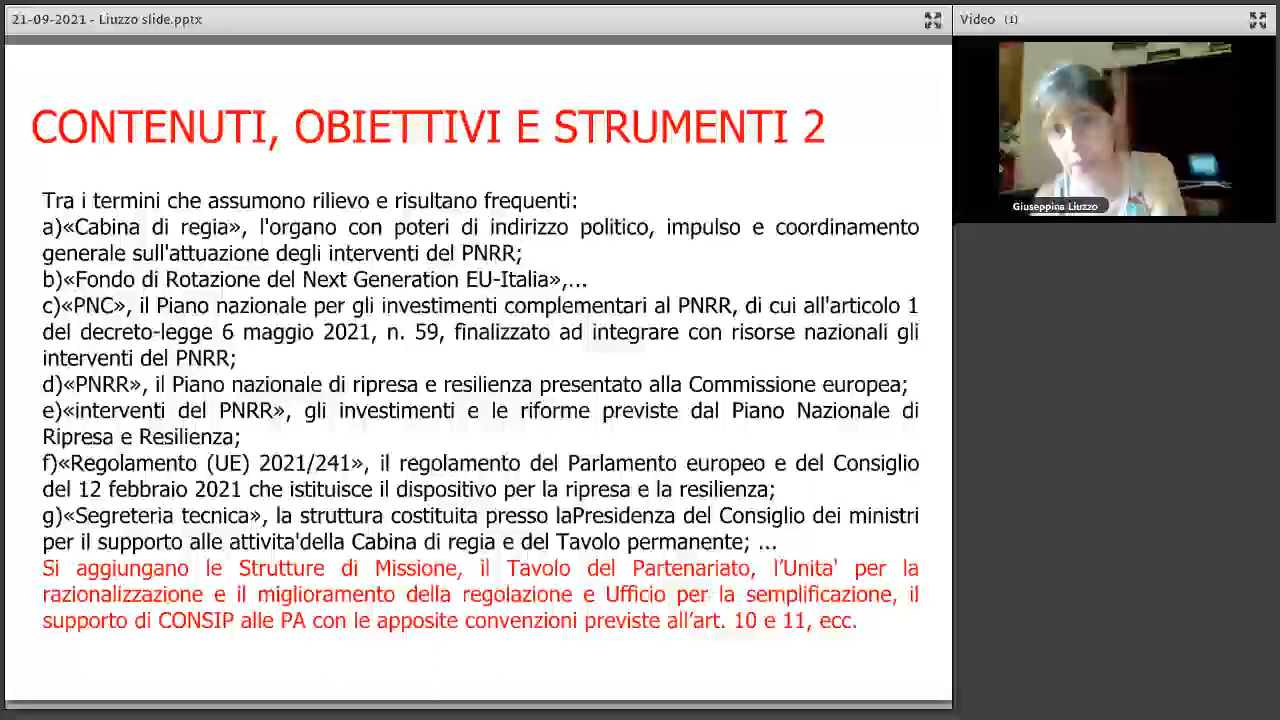 21-09-2021 - Liuzzo slide.pptx
Video (1)
Giuseppina Liuzzo
CONTENUTI, OBIETTIVI E STRUMENTI 2
Tra i termini che assumono rilievo e risultano frequenti:
a)«Cabina di regia», l'organo con poteri di indirizzo politico, impulso e coordinamento
generale sull'attuazione degli interventi del PNRR;
b)«Fondo di Rotazione del Next Generation EU-Italia»,...
c)«PNC», il Piano nazionale per gli investimenti complementari al PNRR, di cui all'articolo 1
del decreto-legge 6 maggio 2021, n. 59, finalizzato ad integrare con risorse nazionali gli
interventi del PNRR;
d)«PNRR», il Piano nazionale di ripresa e resilienza presentato alla Commissione europea;
e)«interventi del PNRR», gli investimenti e le riforme previste dal Piano Nazionale di
Ripresa e Resilienza;
f)«Regolamento (UE) 2021/241», il regolamento del Parlamento europeo e del Consiglio
del 12 febbraio 2021 che istituisce il dispositivo per la ripresa e la resilienza;
g)«Segreteria tecnica», la struttura costituita presso laPresidenza del Consiglio dei ministri
per il supporto alle attivita'della Cabina di regia e del Tavolo permanente; ...
Si aggiungano le Strutture di Missione, il Tavolo del Partenariato, l’Unita' per la
razionalizzazione e il miglioramento della regolazione e Ufficio per la semplificazione, il
supporto di CONSIP alle PA con le apposite convenzioni previste all’art. 10 e 11, ecc.